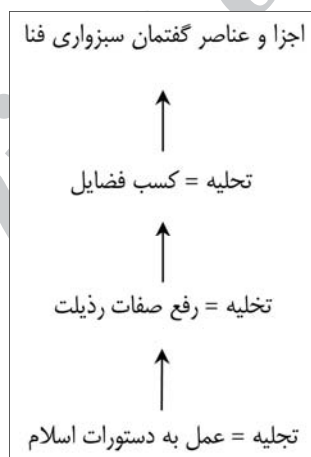 اجزا و عناصر گفتمان سبزواری فنا
تحلیه = کسب فضایل
تخلیه = رفع صفات رذیلت
تجلیه = عمل به دستورات اسلام